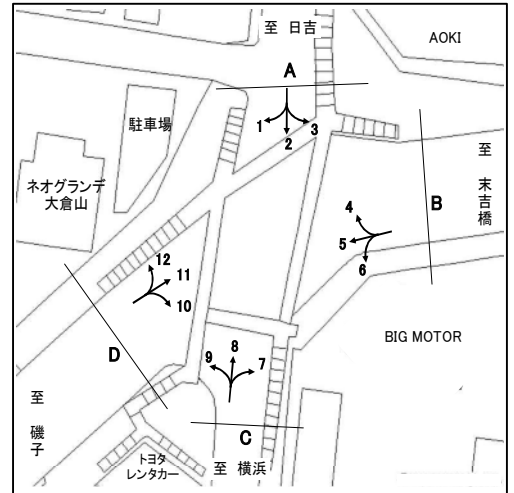 至 日吉
AOKI
A
駐車場
1
2
3
至 末吉橋
B
ネオグランデ
大倉山
4
5
6
12
11
10
BIG MOTOR
D
8
9
7
至 磯子
C
トヨタ
レンタカー
至 横浜